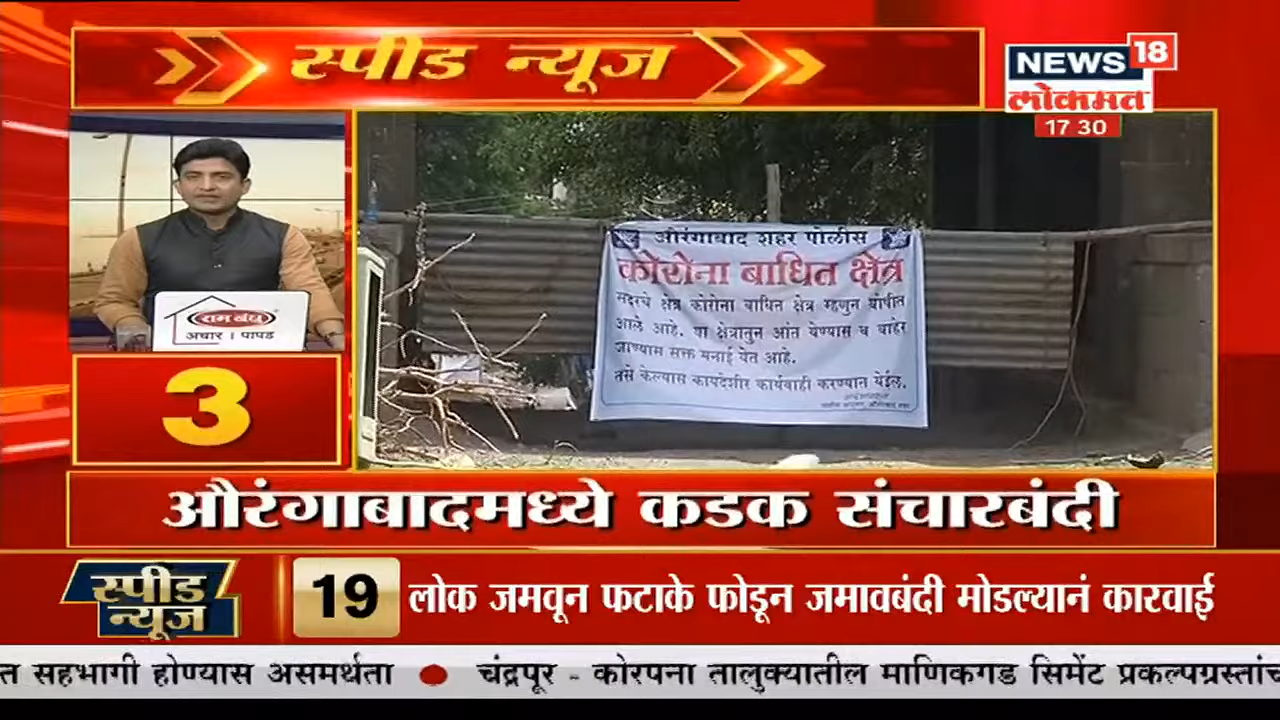 स्पीड न्यूज
NEWS 18
लोकमत
17 30
औरंगाबाद शहर पोलीस
कोरोना बाधित क्षेत्र
सदरचे क्षेत्र कोरोना बाधित क्षेत्र म्हणुन घोषीत
आले आहे. या क्षेत्रातुन आंत येण्यास व बाहेर
जाण्यास सक्त मनाई येत आहे.
तसे केल्यास कायदेशीर कार्यवाही करण्यात येईल.
राम बंधु
अचार । पापड
3
औरंगाबादमध्ये कडक संचारबंदी
स्पीड
न्यूज
19 लोक जमवून फटाके फोडून जमावबंदी मोडल्यानं कारवाई
त सहभागी होण्यास असमर्थता ● चंद्रपूर - कोरपना तालुक्यातील माणिकगड सिमेंट प्रकल्पग्रस्तांच